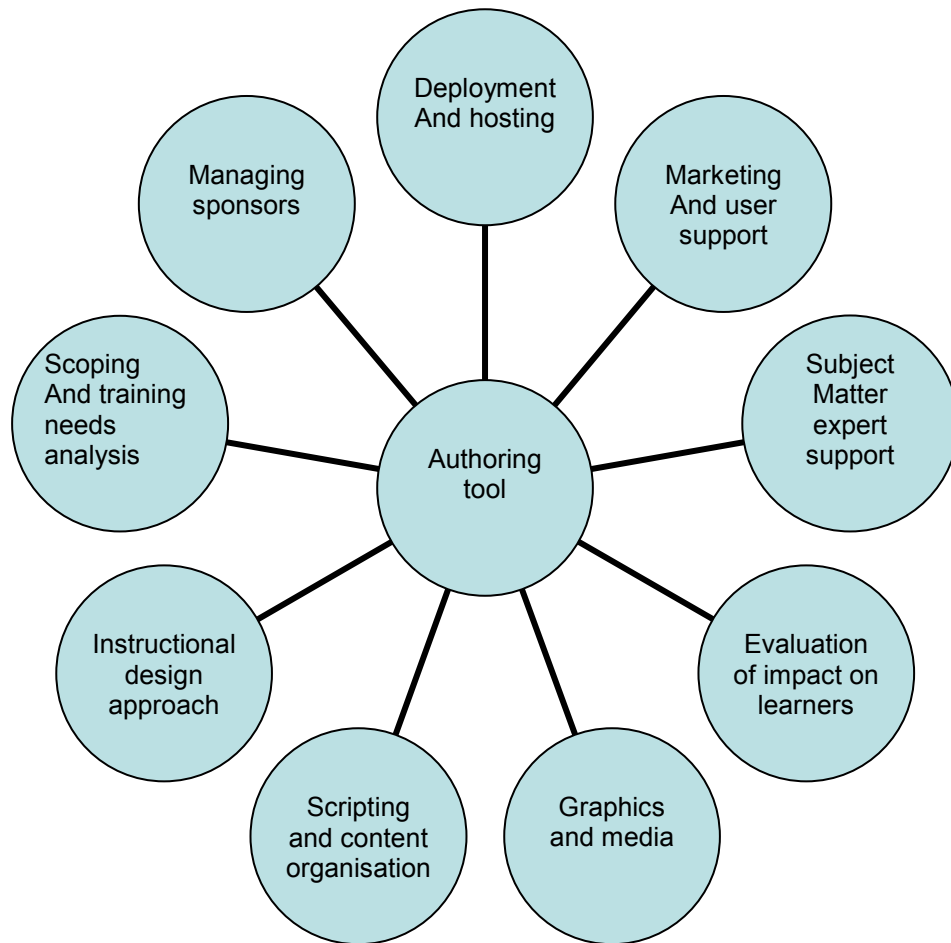 Deployment
And hosting
Managing
sponsors
Marketing
And user
support
Scoping
And training
needs
analysis
Subject
Matter
expert
support
Authoring
tool
Instructional
design
approach
Evaluation
of impact on
learners
Scripting
and content
organisation
Graphics
and media